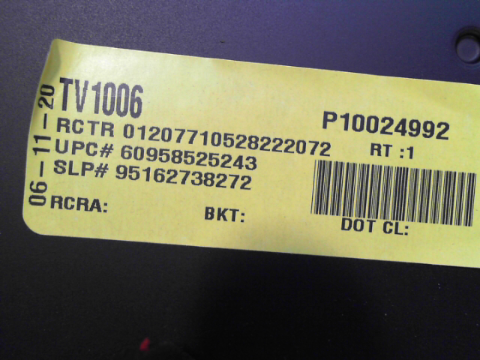 06-11-20
TV1006
P10024992
RCTR 01207710528222072
RT :1
UPC# 60958525243
SLP# 95162738272
RCRA:
BKT:
DOT CL: